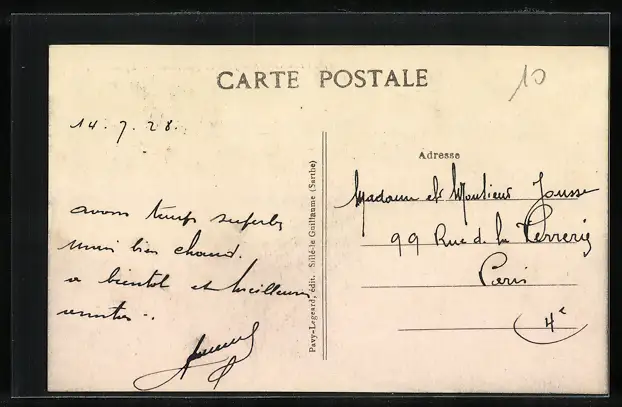 CARTE POSTALE
10
14.7.28.
avons temps superbe
mais bien chaud.
a bientot et meilleures
Pavy-Legeard, édit. Sillé-le Guillaume (Sarthe)
Adresse
Madame et Monsieur Jousse
99 Rue de la Verrerie
Paris
4e